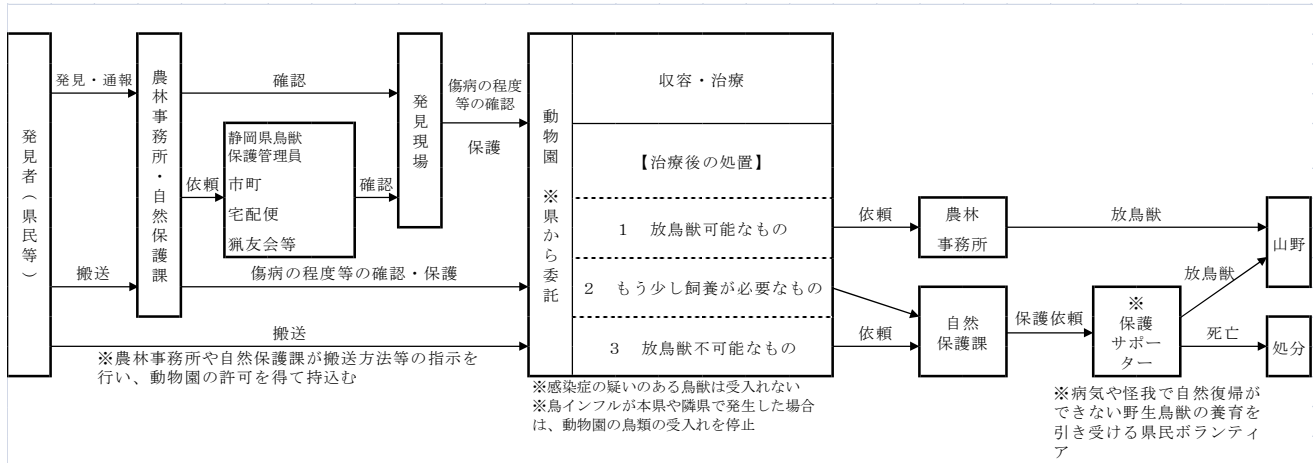 発見者（県民等）
発見・通報
搬送
搬送
※農林事務所や自然保護課が搬送方法等の指示を
行い、動物園の許可を得て持込む
農林事務所・自然保護課
確認
依頼
静岡県鳥獣
保護管理員
市町
宅配便
猟友会等
確認
傷病の程度等の確認・保護
発見現場
傷病の程度
等の確認
保護
動物園　※県から委託
収容・治療
【治療後の処置】
1　放鳥獣可能なもの
2　もう少し飼養が必要なもの
3　放鳥獣不可能なもの
※感染症の疑いのある鳥獣は受入れない
※鳥インフルが本県や隣県で発生した場合
は、動物園の鳥類の受入れを停止
依頼
農林
事務所
放鳥獣
山野
依頼
自然
保護課
保護依頼
※
保護
サポー
ター
放鳥獣
死亡
処分
※病気や怪我で自然復帰が
できない野生鳥獣の養育を
引き受ける県民ボランティ
ア